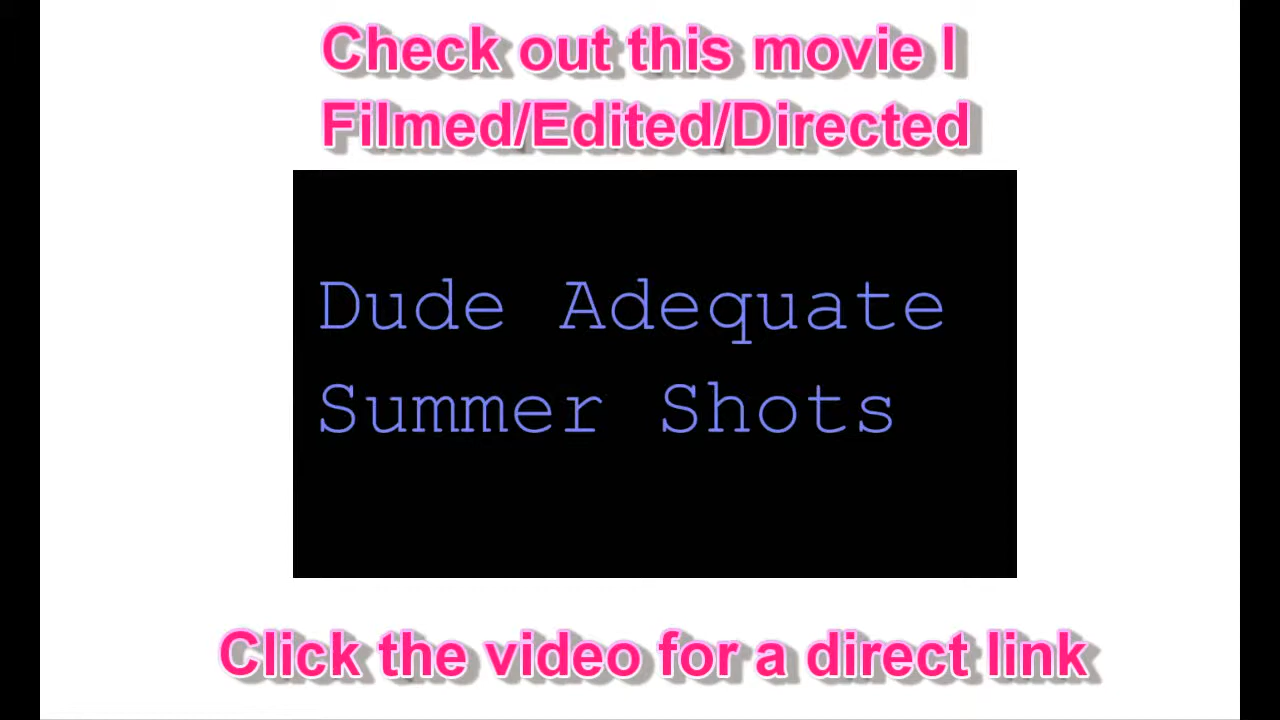 Check out this movie I
Filmed/Edited/Directed
Dude Adequate
Summer Shots
Click the video for a direct link